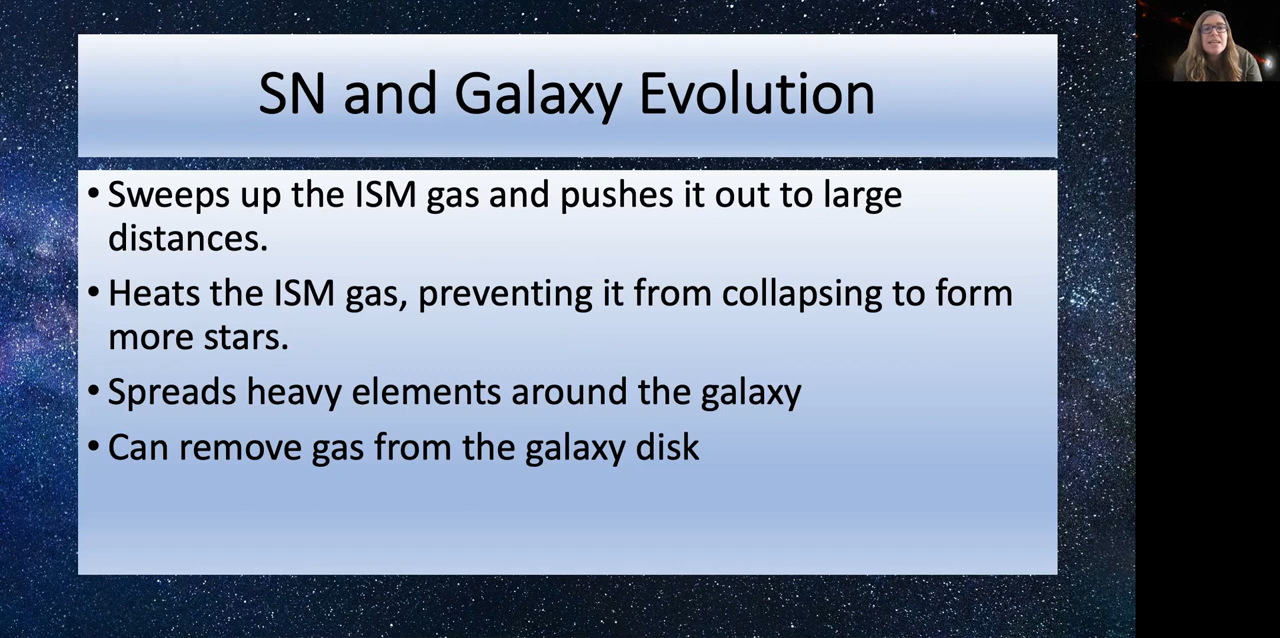 SN and Galaxy Evolution
• Sweeps up the ISM gas and pushes it out to large
distances.
• Heats the ISM gas, preventing it from collapsing to form
more stars.
• Spreads heavy elements around the galaxy
• Can remove gas from the galaxy disk